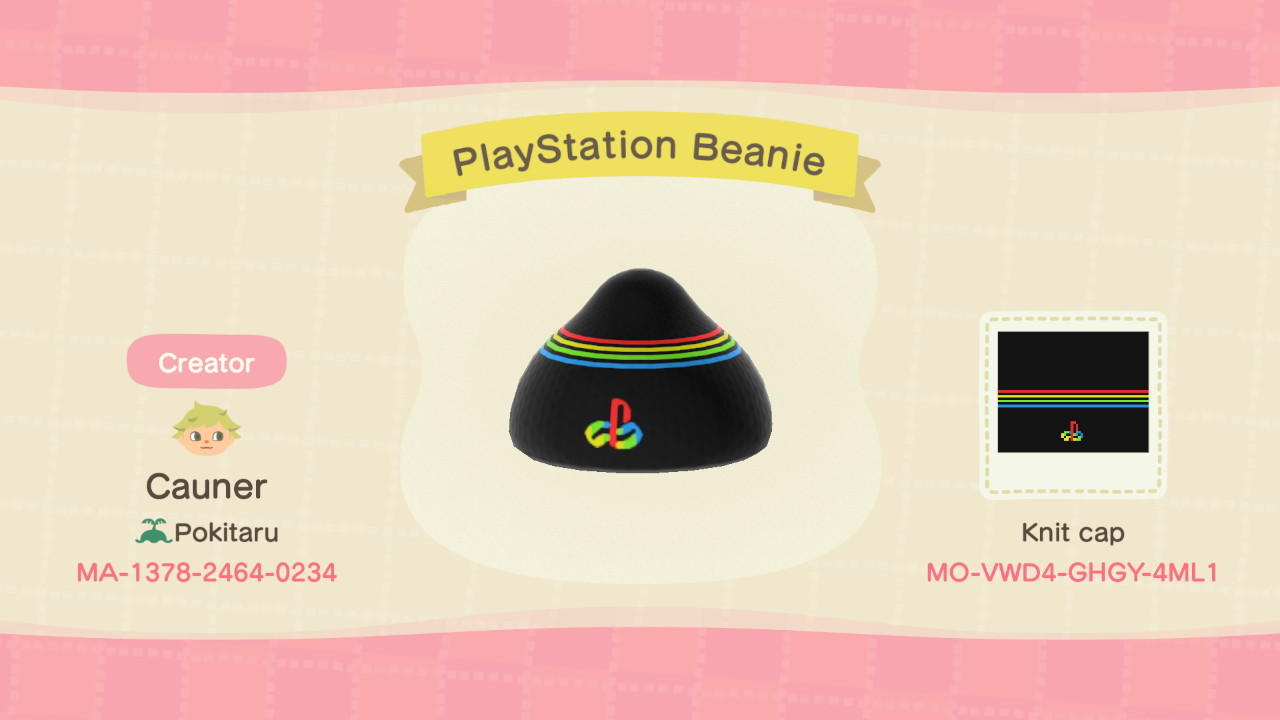 PlayStation Beanie
Creator
Cauner
Pokitaru
MA-1378-2464-0234
Knit cap
MO-VWD4-GHGY-4ML1